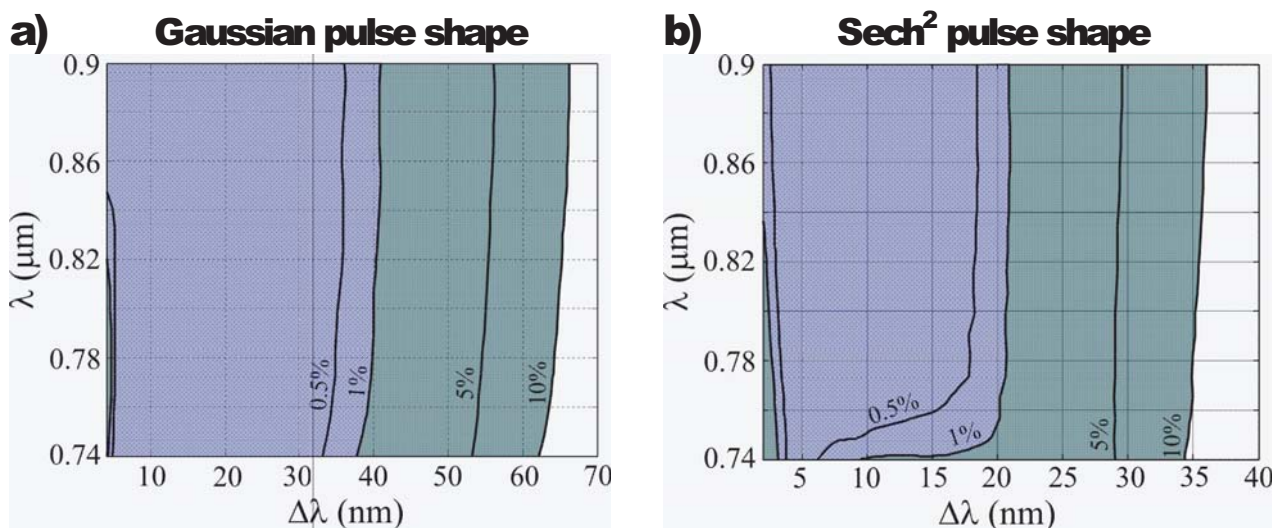 a) Gaussian pulse shape
0.9
0.86
0.82
0.78
0.74
λ (μm)
0.5%
1%
5%
10%
10 20 30 40 50 60 70
Δλ (nm)
b) Sech² pulse shape
0.9
0.86
0.82
0.78
0.74
λ (μm)
0.5%
1%
5%
10%
5 10 15 20 25 30 35 40
Δλ (nm)